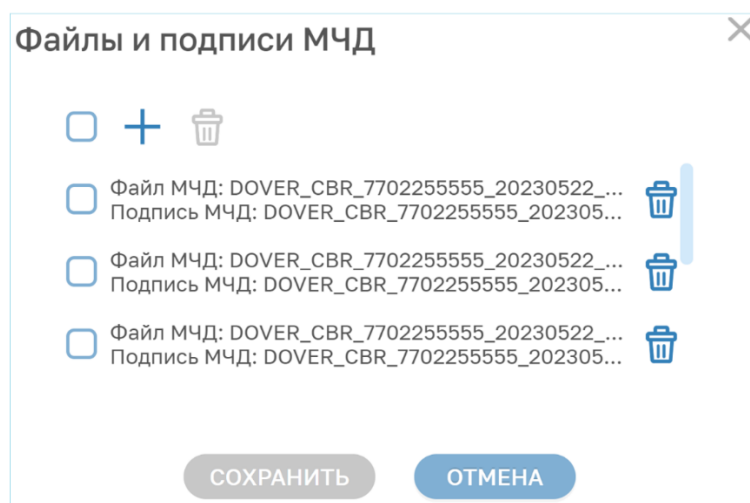 Файлы и подписи МЧД
Файл МЧД: DOVER_CBR_7702255555_20230522_...
Подпись МЧД: DOVER_CBR_7702255555_202305...
Файл МЧД: DOVER_CBR_7702255555_20230522_...
Подпись МЧД: DOVER_CBR_7702255555_202305...
Файл МЧД: DOVER_CBR_7702255555_20230522_...
Подпись МЧД: DOVER_CBR_7702255555_202305...
СОХРАНИТЬ ОТМЕНА